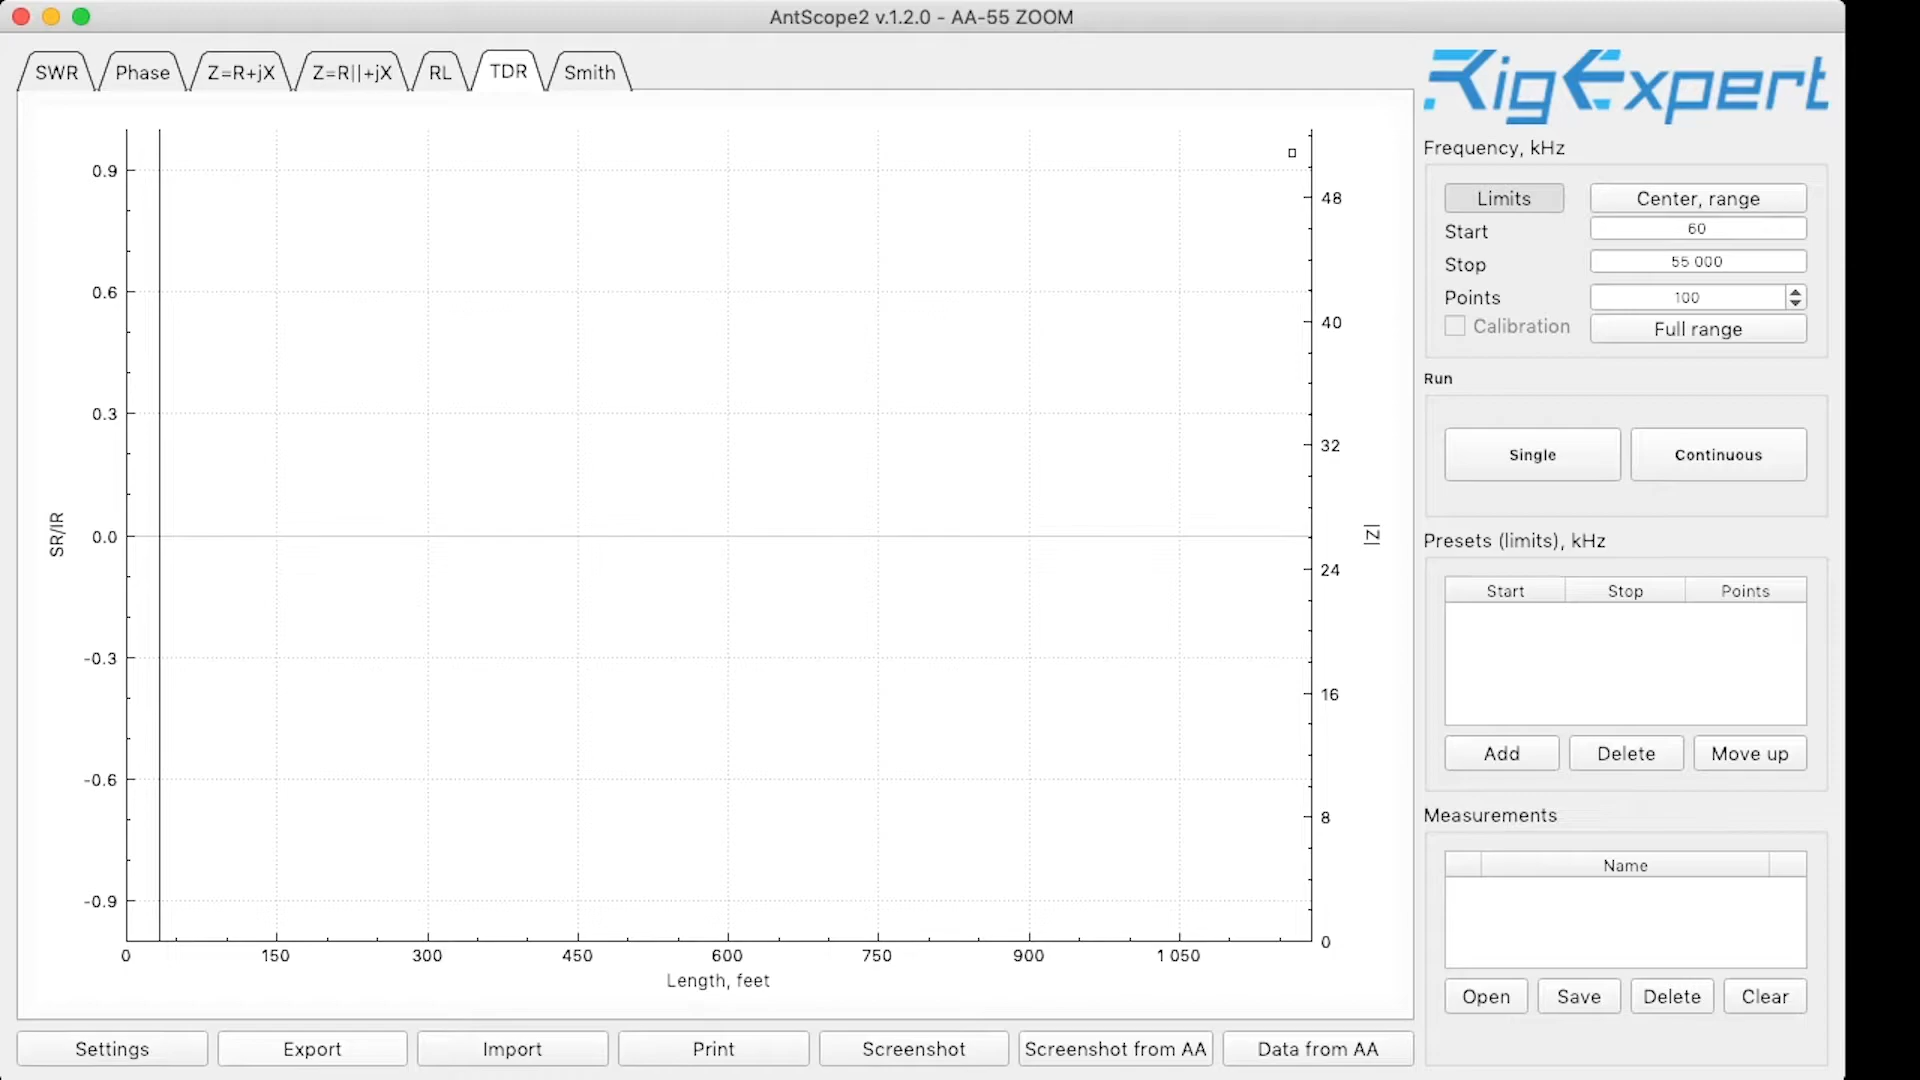 AntScope2 v.1.2.0 - AA-55 ZOOM
SWR
Phase
Z=R+jX
Z=R||+jX
RL
TDR
Smith
RigExpert
0.9
0.6
0.3
0.0
-0.3
-0.6
-0.9
SR/IR
48
40
32
24
16
8
0
|Z|
0 150 300 450 600 750 900 1 050
Length, feet
Frequency, kHz
Limits Center, range
Start 60
Stop 55 000
Points 100
Calibration Full range
Run
Single Continuous
Presets (limits), kHz
Start Stop Points
Add Delete Move up
Measurements
Name
Open Save Delete Clear
Settings Export Import Print Screenshot Screenshot from AA Data from AA